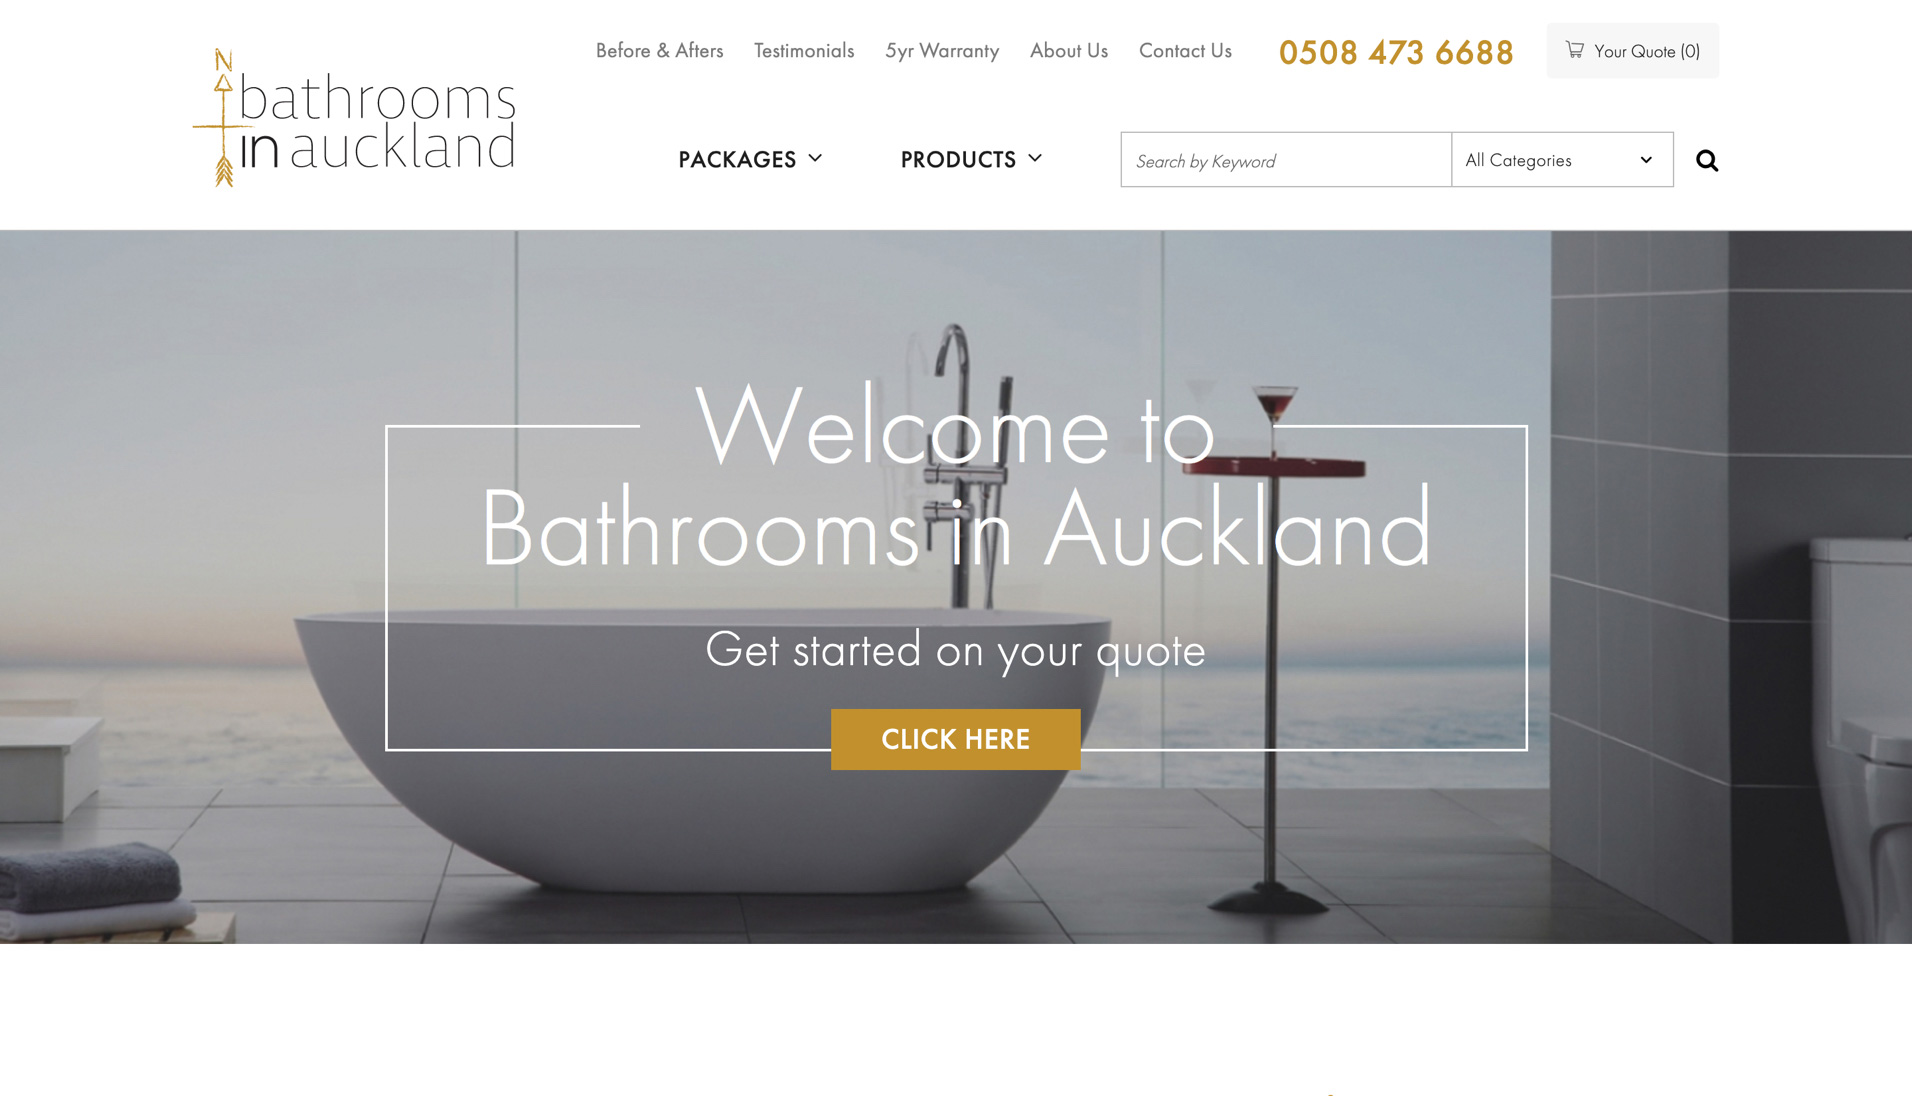 N
bathrooms
in auckland
Before & Afters
Testimonials
5yr Warranty
About Us
Contact Us
0508 473 6688
Your Quote (0)
PACKAGES
PRODUCTS
Search by Keyword
All Categories
Welcome to
Bathrooms in Auckland
Get started on your quote
CLICK HERE